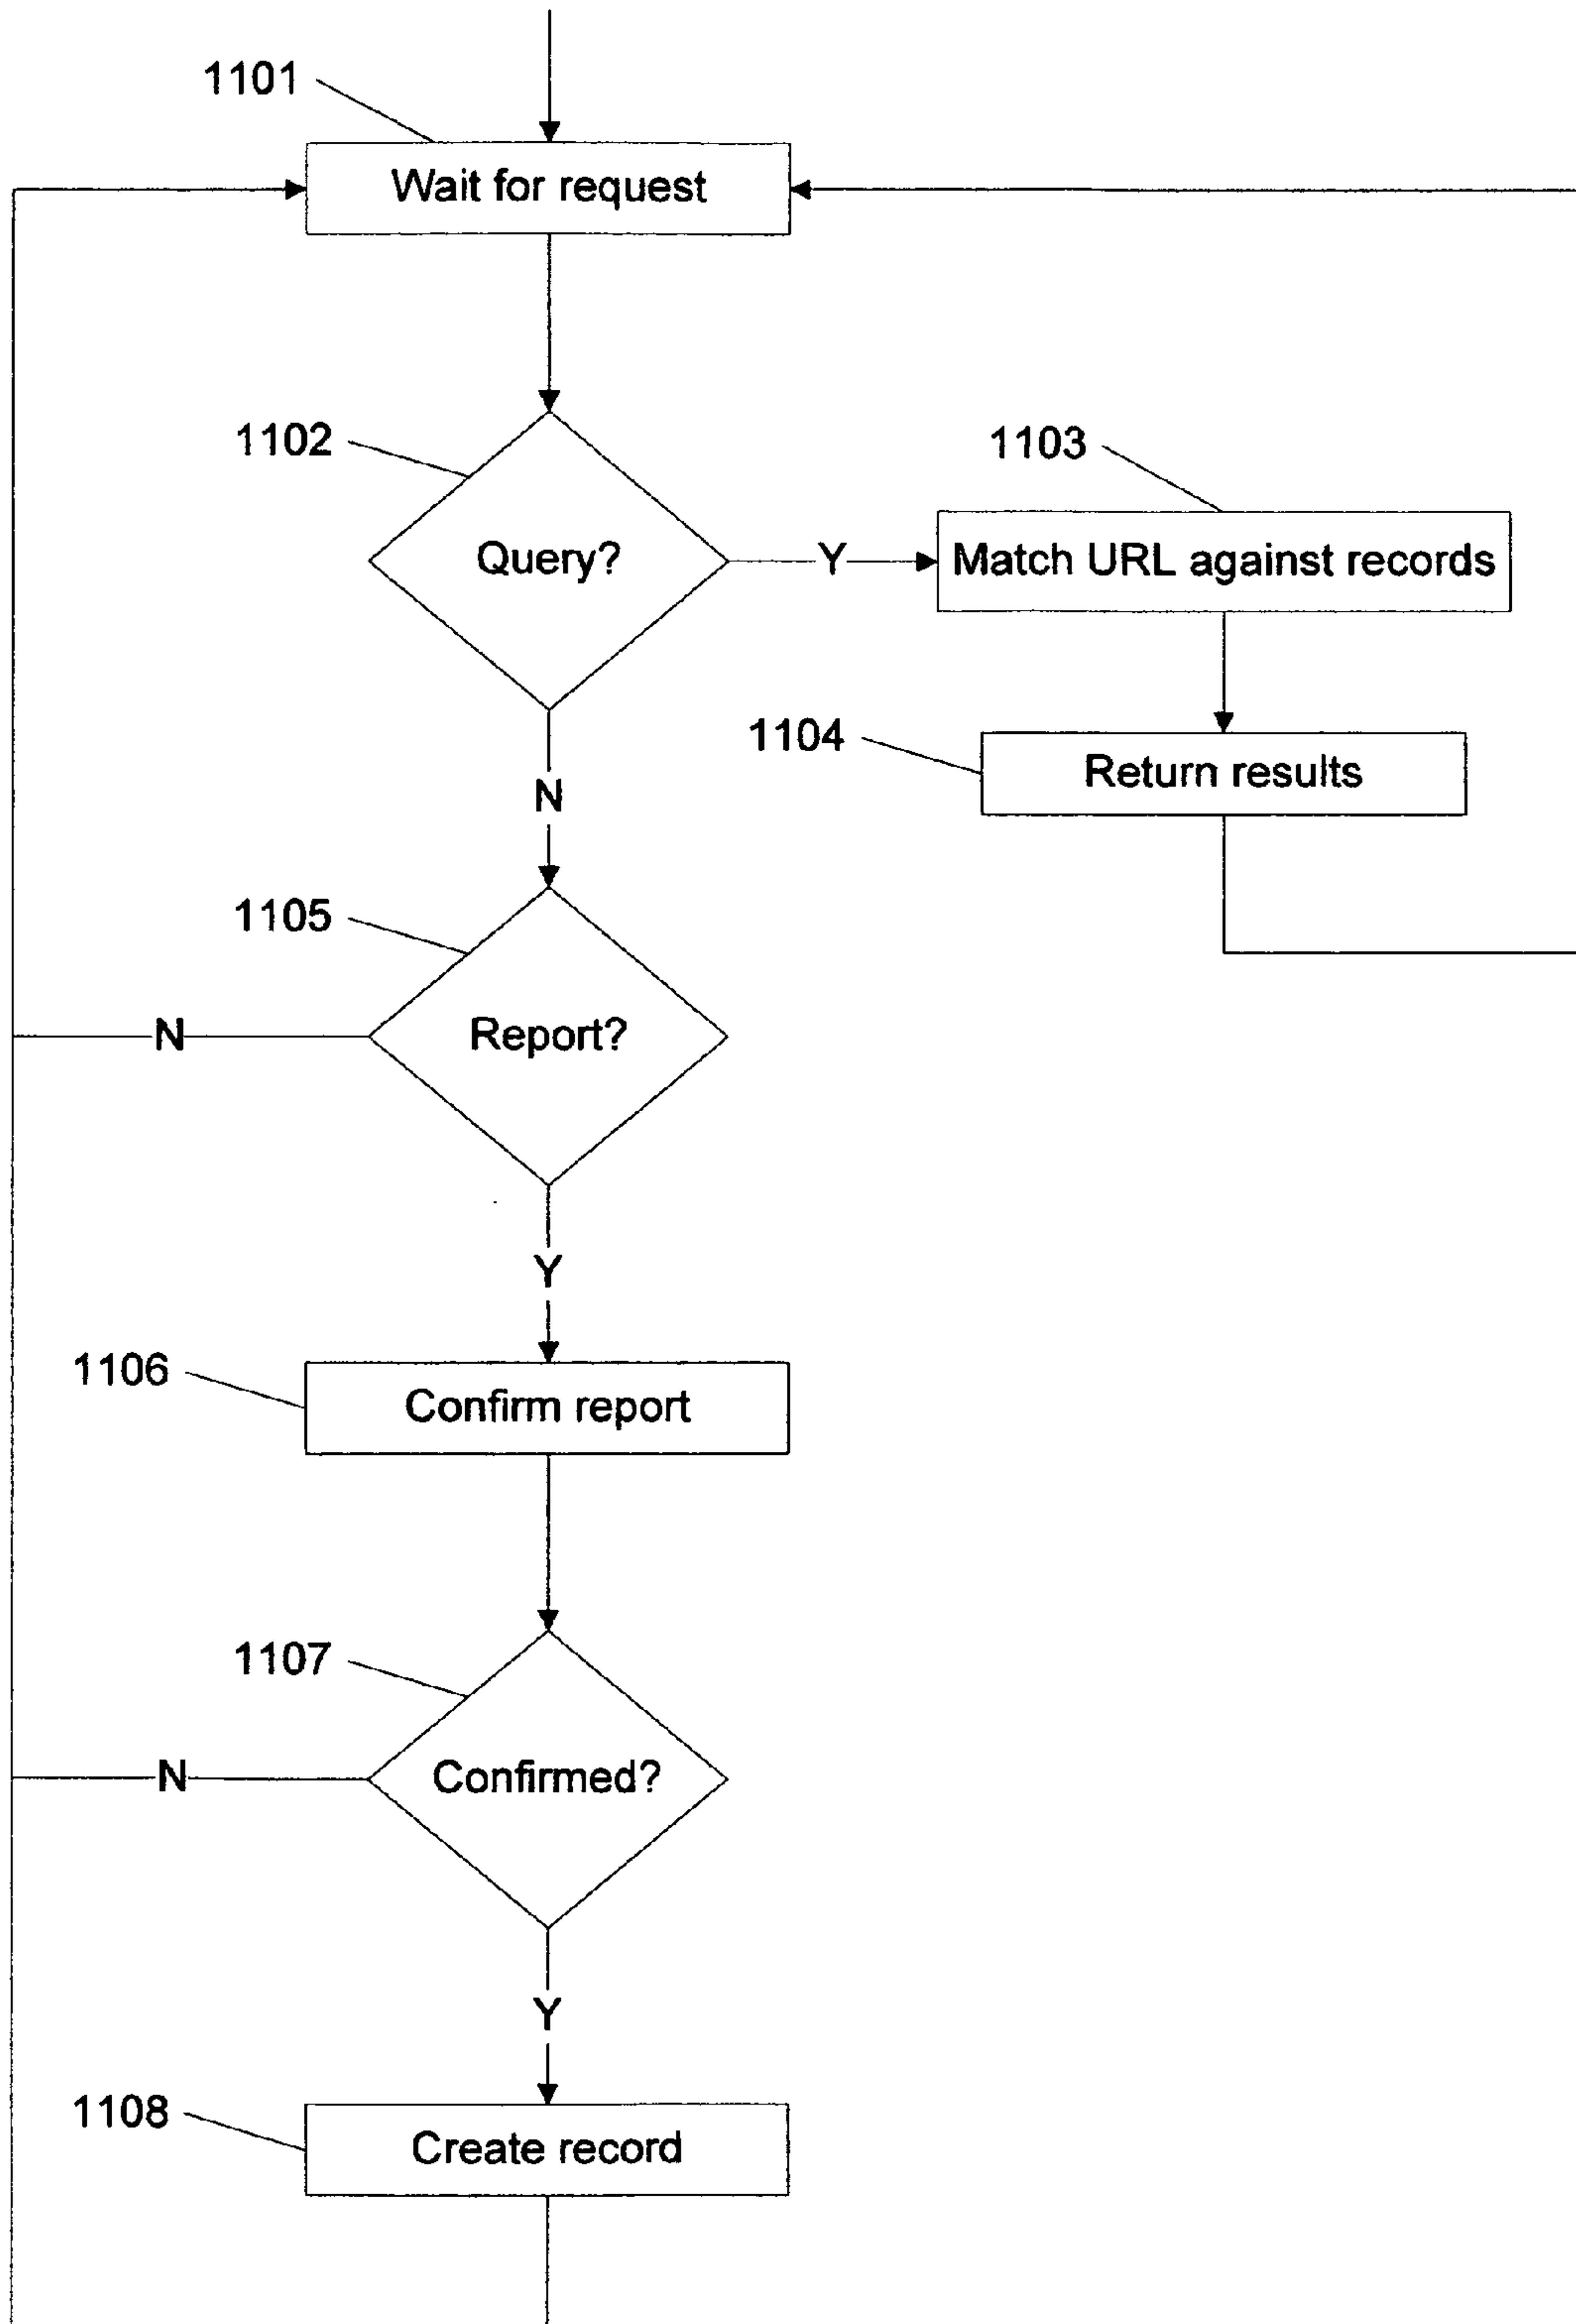 1101
Wait for request
1102
Query?
Y
1103
Match URL against records
1104
Return results
N
1105
Report?
N
Y
1106
Confirm report
1107
Confirmed?
N
Y
1108
Create record